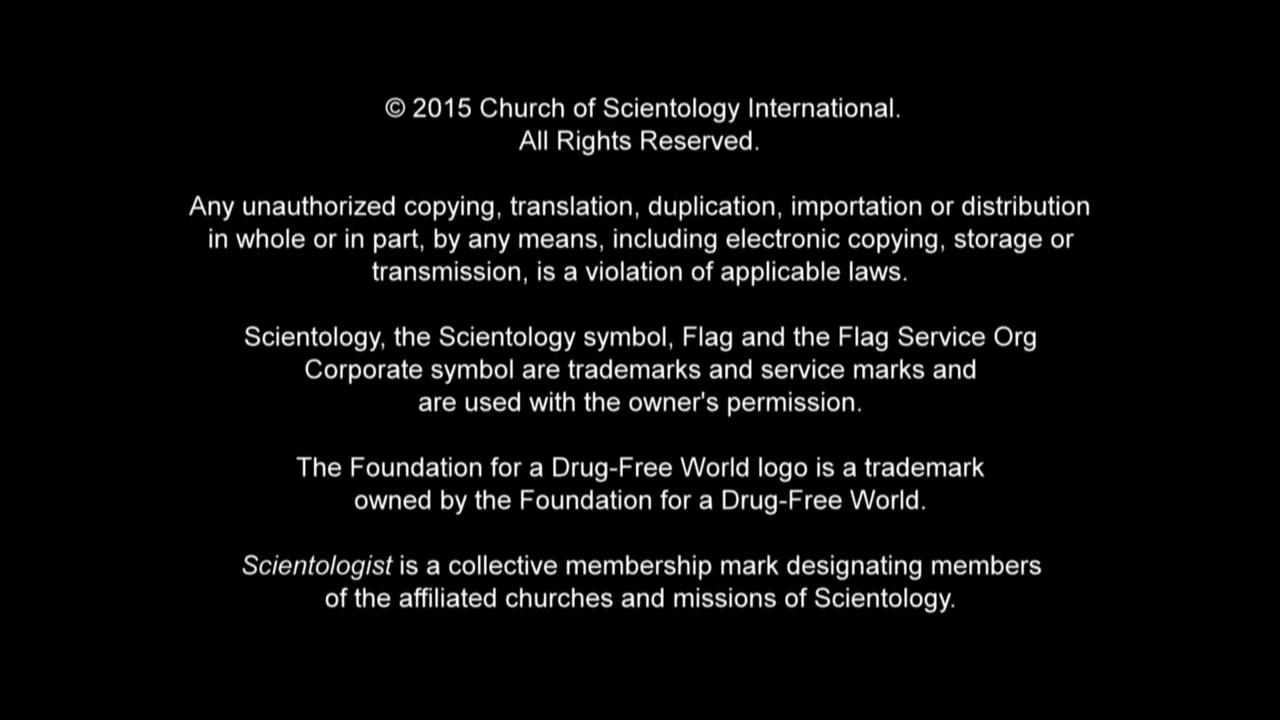 © 2015 Church of Scientology International.
All Rights Reserved.
Any unauthorized copying, translation, duplication, importation or distribution
in whole or in part, by any means, including electronic copying, storage or
transmission, is a violation of applicable laws.
Scientology, the Scientology symbol, Flag and the Flag Service Org
Corporate symbol are trademarks and service marks and
are used with the owner's permission.
The Foundation for a Drug-Free World logo is a trademark
owned by the Foundation for a Drug-Free World.
Scientologist is a collective membership mark designating members
of the affiliated churches and missions of Scientology.